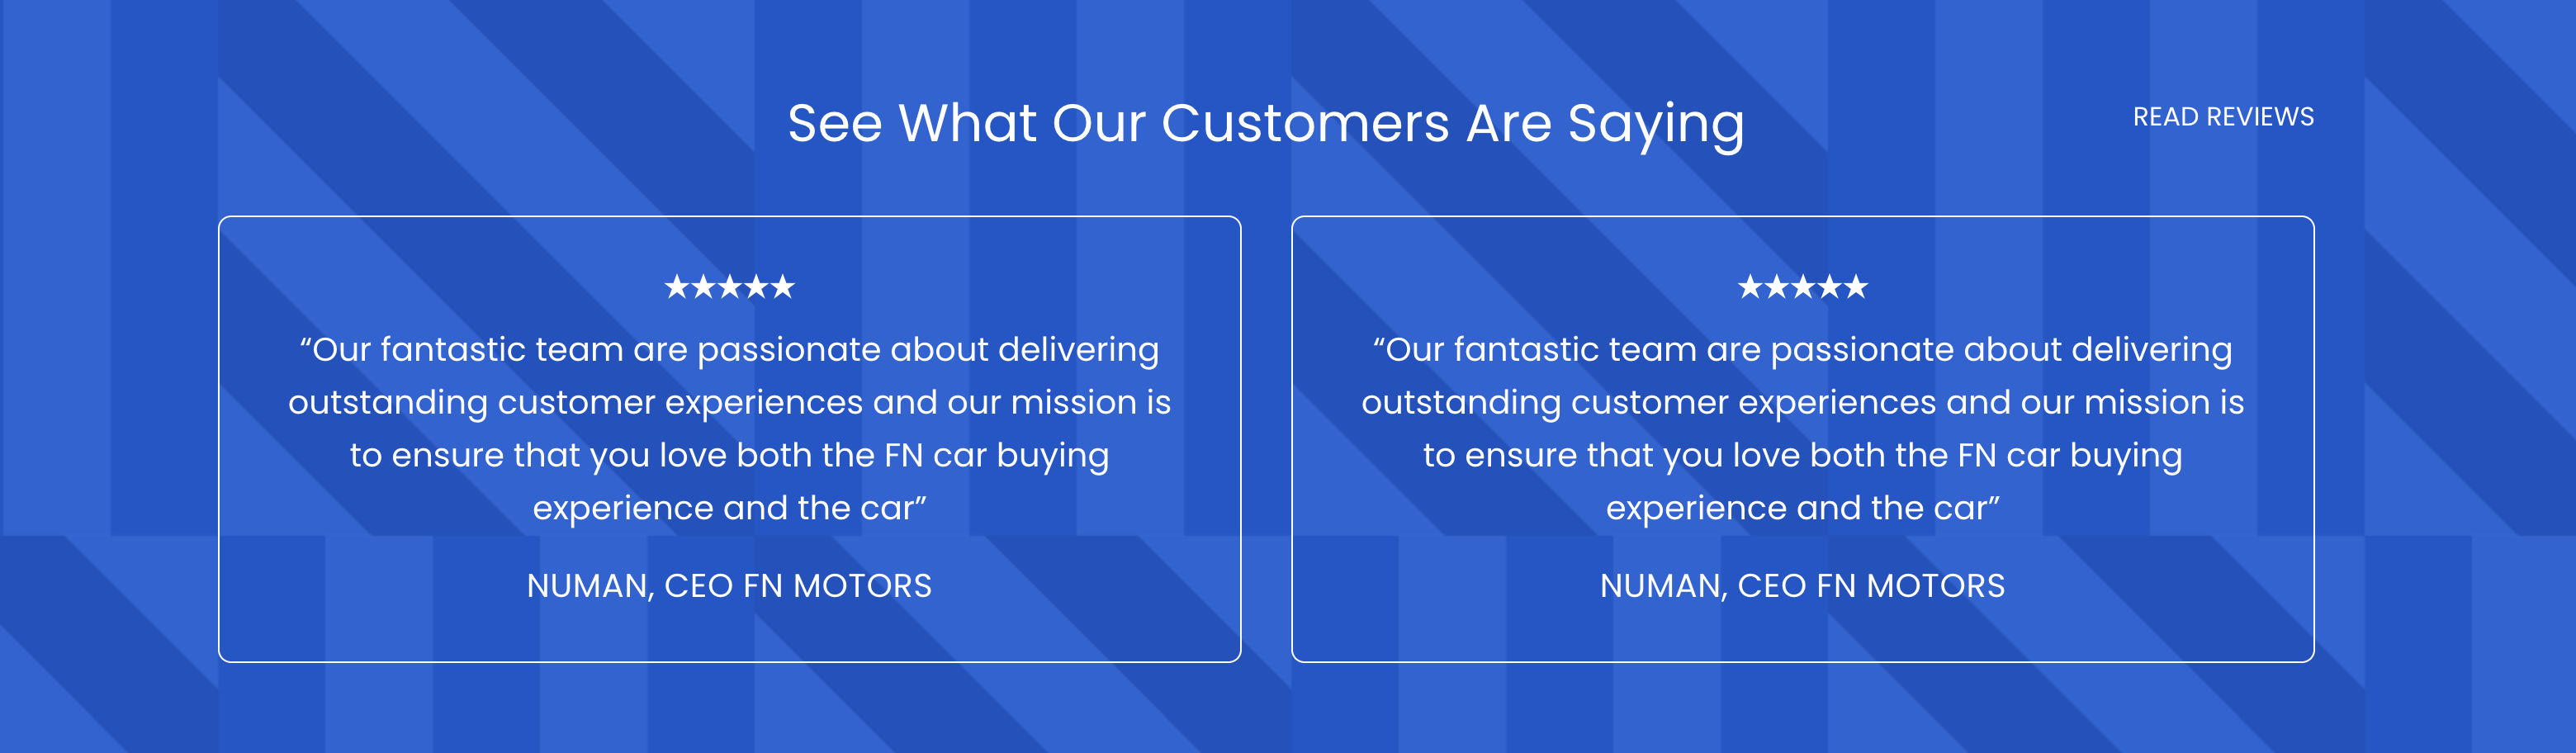 See What Our Customers Are Saying
READ REVIEWS
★★★★★
“Our fantastic team are passionate about delivering
outstanding customer experiences and our mission is
to ensure that you love both the FN car buying
experience and the car”
NUMAN, CEO FN MOTORS
★★★★★
“Our fantastic team are passionate about delivering
outstanding customer experiences and our mission is
to ensure that you love both the FN car buying
experience and the car”
NUMAN, CEO FN MOTORS